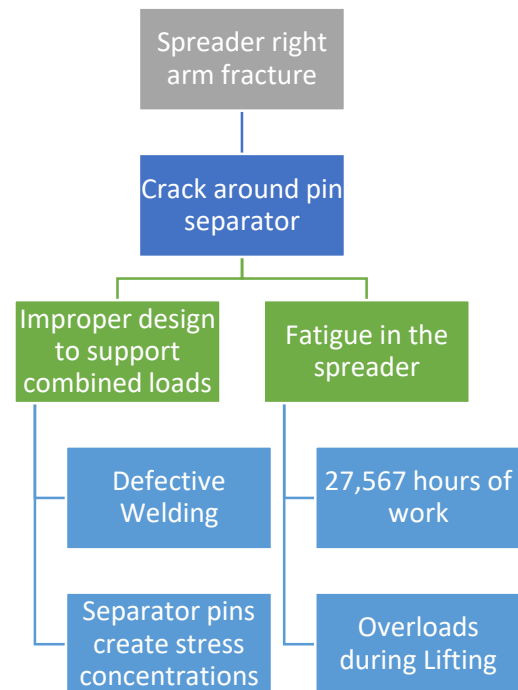 Spreader right
arm fracture
Crack around pin
separator
Improper design
to support
combined loads
Fatigue in the
spreader
Defective
Welding
27,567 hours of
work
Separator pins
create stress
concentrations
Overloads
during Lifting